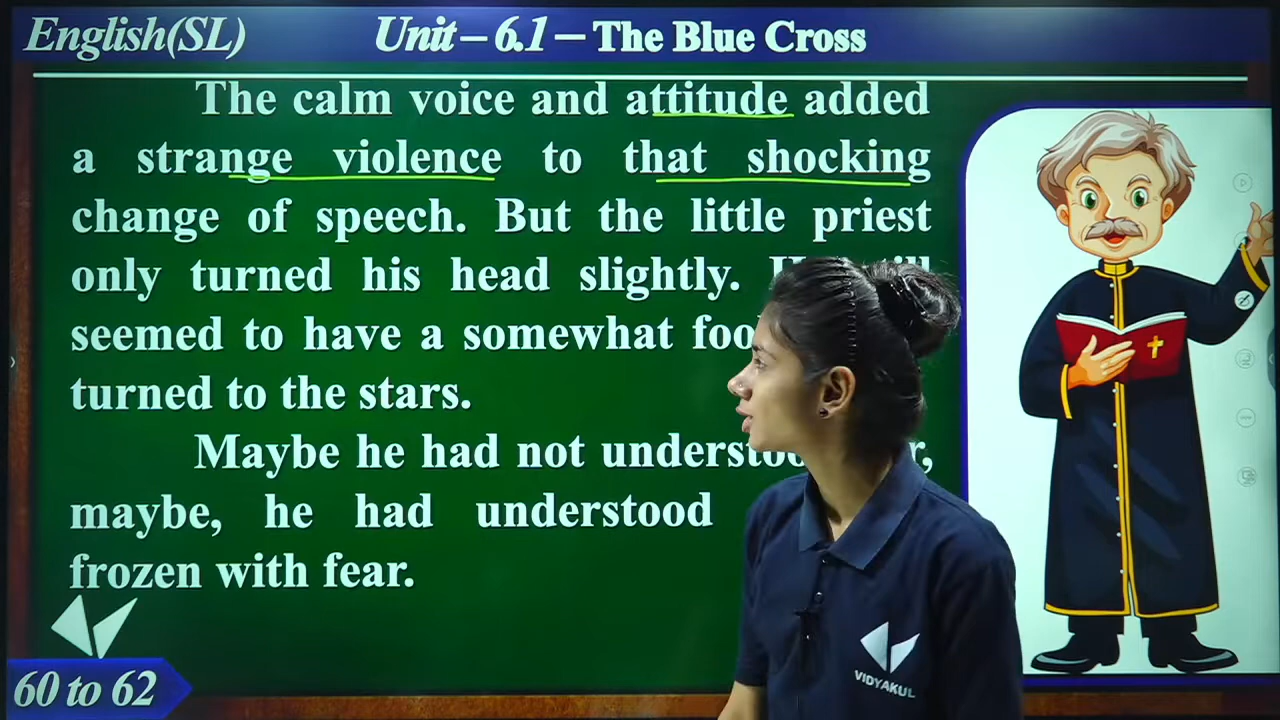 English(SL)
Unit – 6.1 – The Blue Cross
The calm voice and attitude added
a strange violence to that shocking
change of speech. But the little priest
only turned his head slightly.
seemed to have a somewhat
turned to the stars.
Maybe he had not
maybe, he had understood
frozen with fear.
60 to 62
VIDYAKUL